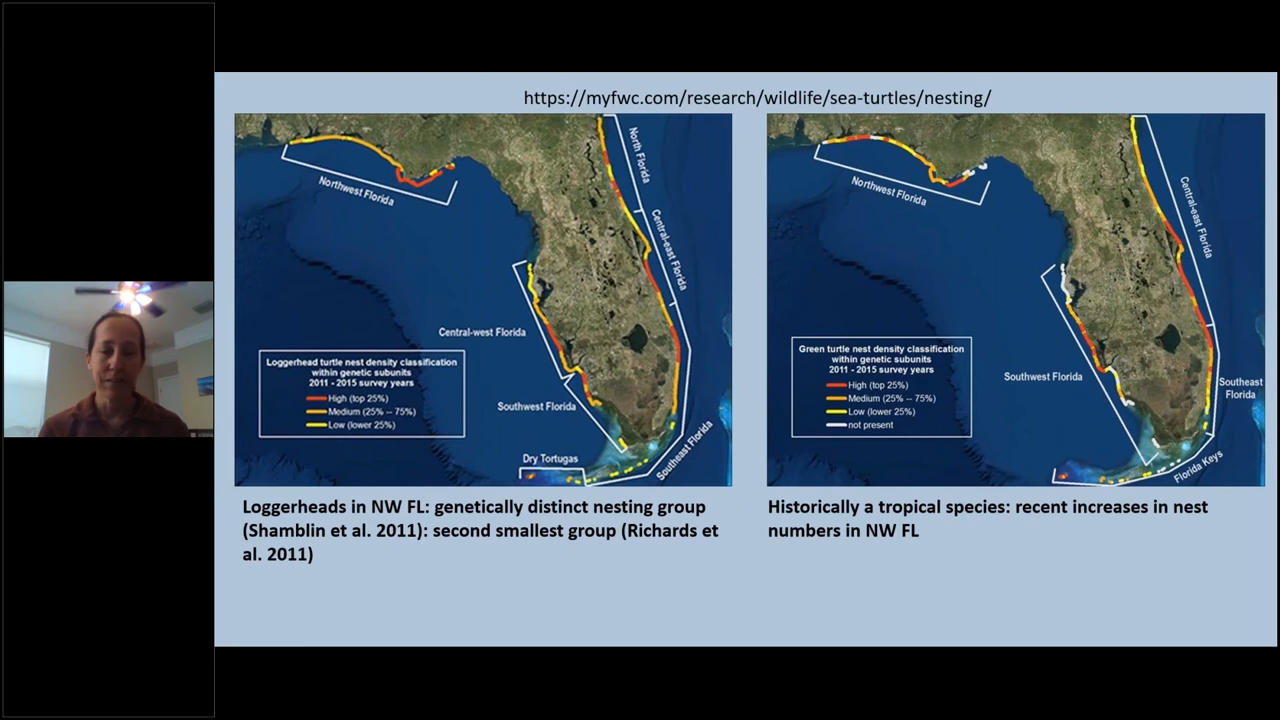 https://myfwc.com/research/wildlife/sea-turtles/nesting/
North Florida
Northwest Florida
Central-east Florida
Central-west Florida
Loggerhead turtle nest density classification
within genetic subunits
2011 - 2015 survey years
High (top 25%)
Medium (25% -- 75%)
Low (lower 25%)
Southwest Florida
Southeast Florida
Dry Tortugas
Loggerheads in NW FL: genetically distinct nesting group
(Shamblin et al. 2011): second smallest group (Richards et
al. 2011)
Northwest Florida
Central-east Florida
Green turtle nest density classification
within genetic subunits
2011 - 2015 survey years
High (top 25%)
Medium (25% -- 75%)
Low (lower 25%)
not present
Southwest Florida
Southeast
Florida
Florida Keys
Historically a tropical species: recent increases in nest
numbers in NW FL